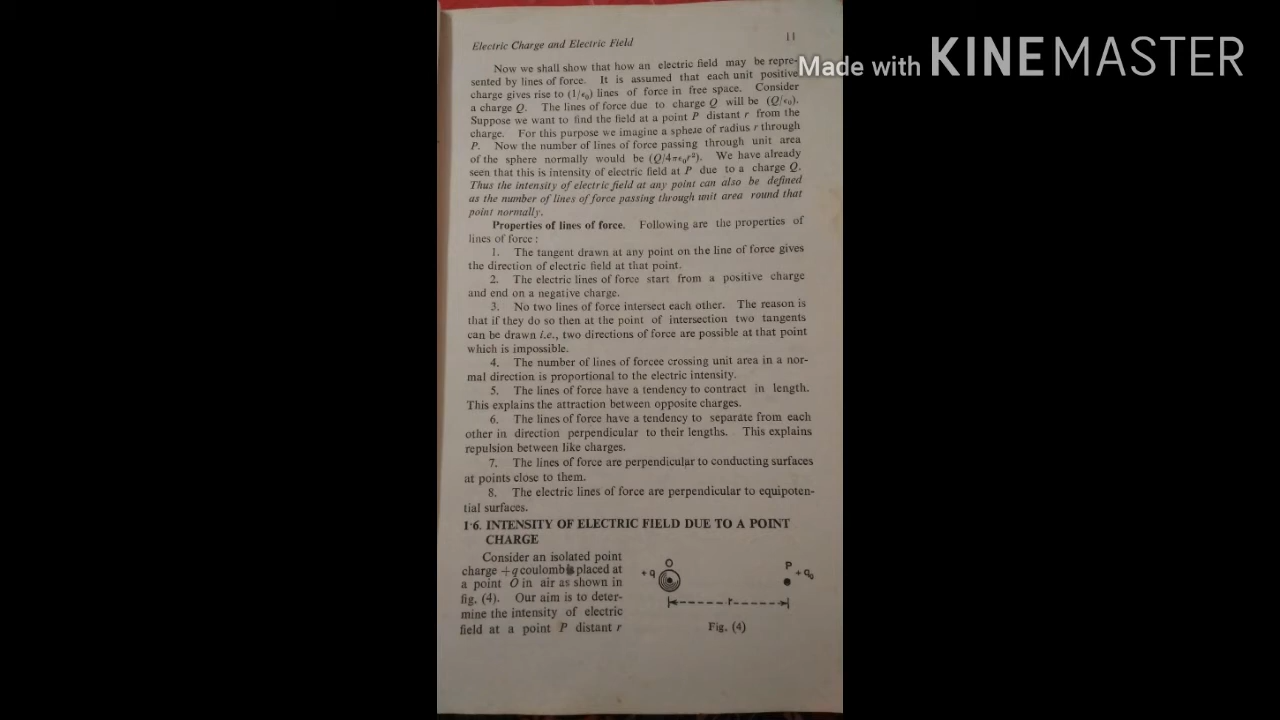 Electric Charge and Electric Field
11
Made with KINEMASTER
Now we shall show that how an electric field may be repre-
sented by lines of force. It is assumed that each unit positive
charge gives rise to (1/ε₀) lines of force in free space. Consider
a charge Q. The lines of force due to charge Q will be (Q/ε₀).
Suppose we want to find the field at a point P distant r from the
charge. For this purpose we imagine a sphere of radius r through
P. Now the number of lines of force passing through unit area
of the sphere normally would be (Q/4πε₀r²). We have already
seen that this is intensity of electric field at P due to a charge Q.
Thus the intensity of electric field at any point can also be defined
as the number of lines of force passing through unit area round that
point normally.
Properties of lines of force. Following are the properties of
lines of force :
1. The tangent drawn at any point on the line of force gives
the direction of electric field at that point.
2. The electric lines of force start from a positive charge
and end on a negative charge.
3. No two lines of force intersect each other. The reason is
that if they do so then at the point of intersection two tangents
can be drawn i.e., two directions of force are possible at that point
which is impossible.
4. The number of lines of forcee crossing unit area in a nor-
mal direction is proportional to the electric intensity.
5. The lines of force have a tendency to contract in length.
This explains the attraction between opposite charges.
6. The lines of force have a tendency to separate from each
other in direction perpendicular to their lengths. This explains
repulsion between like charges.
7. The lines of force are perpendicular to conducting surfaces
at points close to them.
8. The electric lines of force are perpendicular to equipoten-
tial surfaces.
1·6. INTENSITY OF ELECTRIC FIELD DUE TO A POINT
CHARGE
Consider an isolated point
charge +q coulomb is placed at
a point O in air as shown in
fig. (4). Our aim is to deter-
mine the intensity of electric
field at a point P distant r
O
+q
P
+q₀
r
Fig. (4)